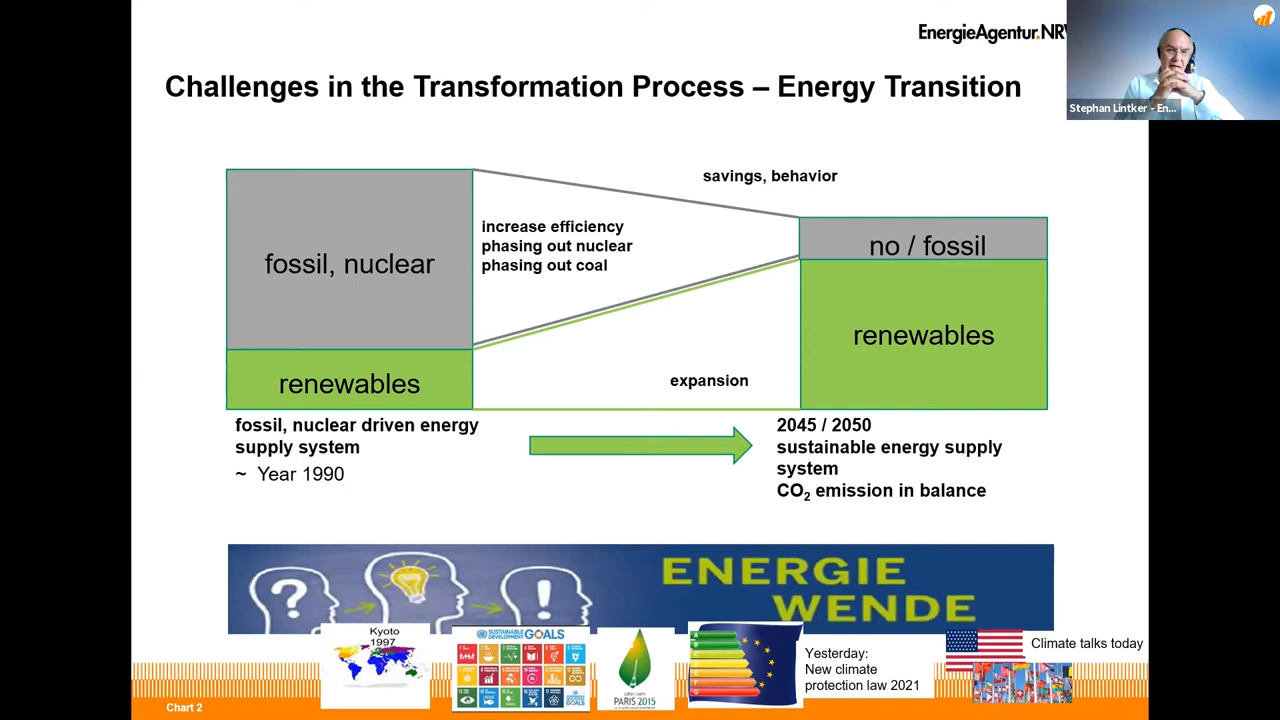 EnergieAgentur.NRW
Stephan Lintker - En...
Challenges in the Transformation Process – Energy Transition
savings, behavior
increase efficiency
phasing out nuclear
phasing out coal
fossil, nuclear
no / fossil
renewables
renewables
expansion
fossil, nuclear driven energy
supply system
~ Year 1990
2045 / 2050
sustainable energy supply
system
CO₂ emission in balance
?
!
ENERGIE
WENDE
Kyoto
1997
SUSTAINABLE DEVELOPMENT GOALS
PARIS 2015
Yesterday:
New climate
protection law 2021
Climate talks today
Chart 2